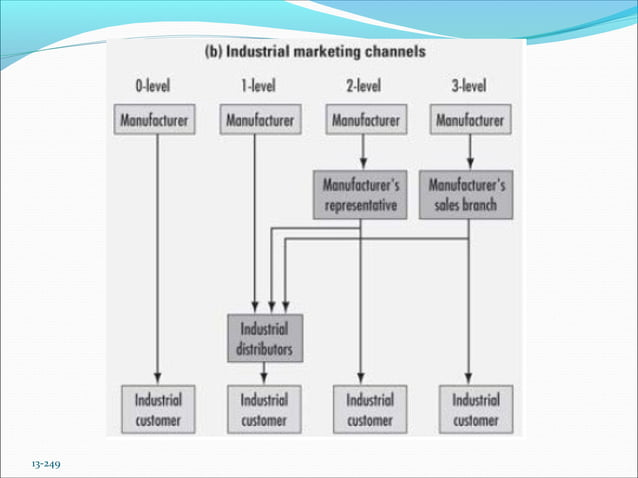 (b) Industrial marketing channels
0-level
1-level
2-level
3-level
Manufacturer
Manufacturer
Manufacturer
Manufacturer
Manufacturer's
representative
Manufacturer's
sales branch
Industrial
distributors
Industrial
customer
Industrial
customer
Industrial
customer
Industrial
customer
13-249